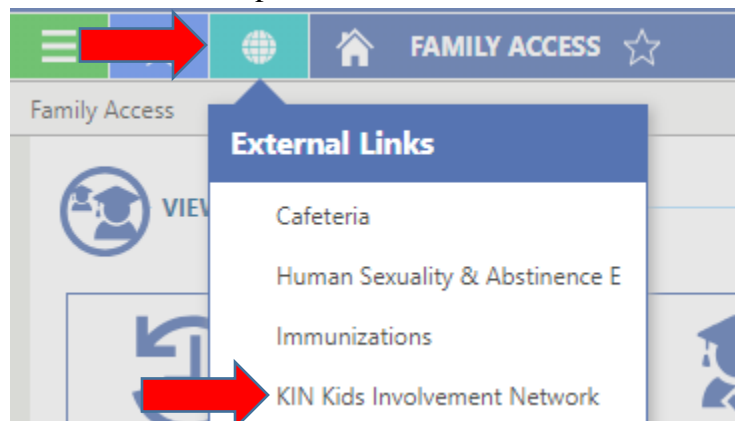 FAMILY ACCESS
Family Access
External Links
Cafeteria
Human Sexuality & Abstinence E
Immunizations
KIN Kids Involvement Network